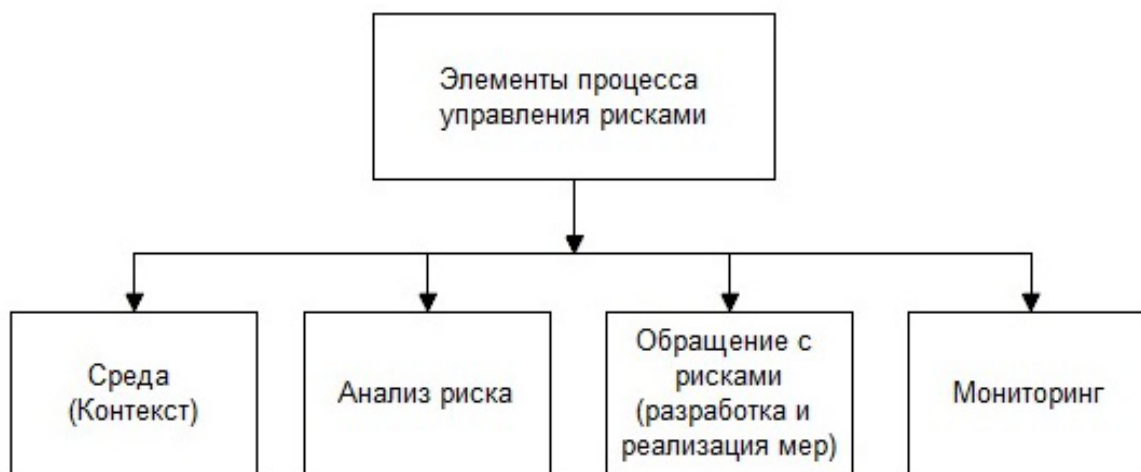 Элементы процесса
управления рисками
Среда
(Контекст)
Анализ риска
Обращение с
рисками
(разработка и
реализация мер)
Мониторинг